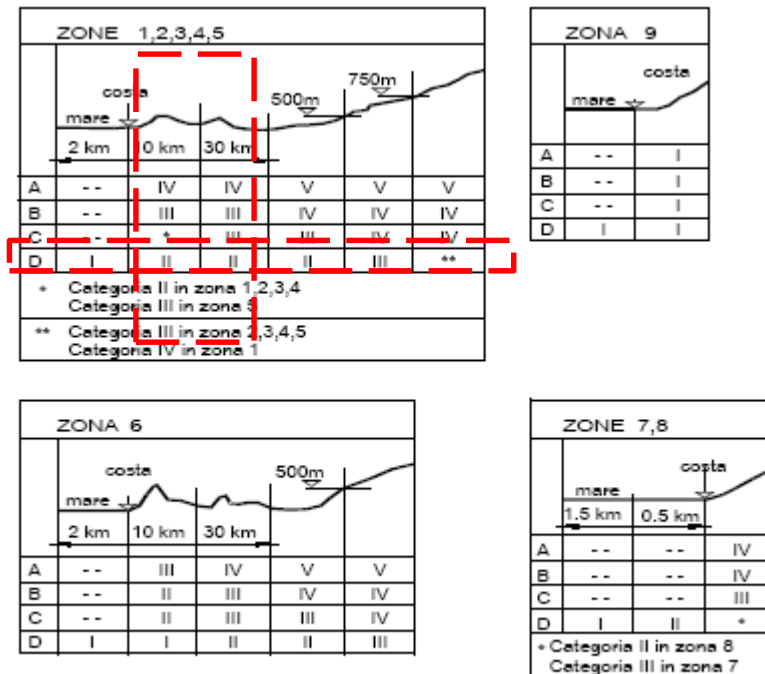 ZONE 1,2,3,4,5
costa
mare
500m
750m
2 km 10 km 30 km
A -- IV IV V V V
B -- III III IV IV IV
C -- * III III IV IV
D I II II II III **
* Categoria II in zona 1,2,3,4
Categoria III in zona 5
** Categoria III in zona 2,3,4,5
Categoria IV in zona 1
ZONA 9
costa
mare
A -- I
B -- I
C -- I
D I I
ZONA 6
costa
mare
500m
2 km 10 km 30 km
A -- III IV V V
B -- II III IV IV
C -- II III III IV
D I I II II III
ZONE 7,8
costa
mare
1.5 km 0.5 km
A -- -- IV
B -- -- IV
C -- -- III
D I II *
* Categoria II in zona 8
Categoria III in zona 7